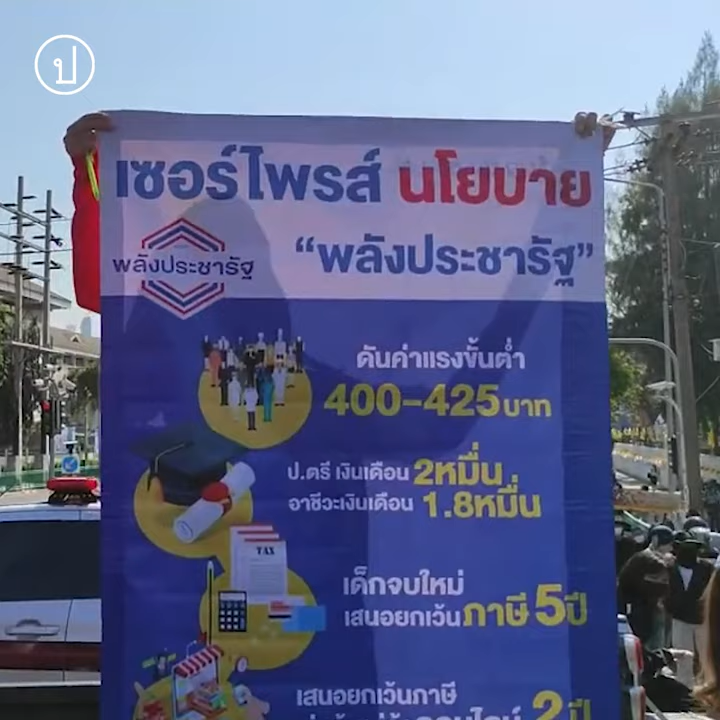 ป
เซอร์ไพรส์ นโยบาย
พลังประชารัฐ
“พลังประชารัฐ”
ดันค่าแรงขั้นต่ำ
400-425 บาท
ป.ตรี เงินเดือน 2หมื่น
อาชีวะเงินเดือน 1.8หมื่น
TAX
เด็กจบใหม่
เสนอยกเว้น ภาษี 5ปี
เสนอยกเว้นภาษี
ออนไลน์ 2 ปี